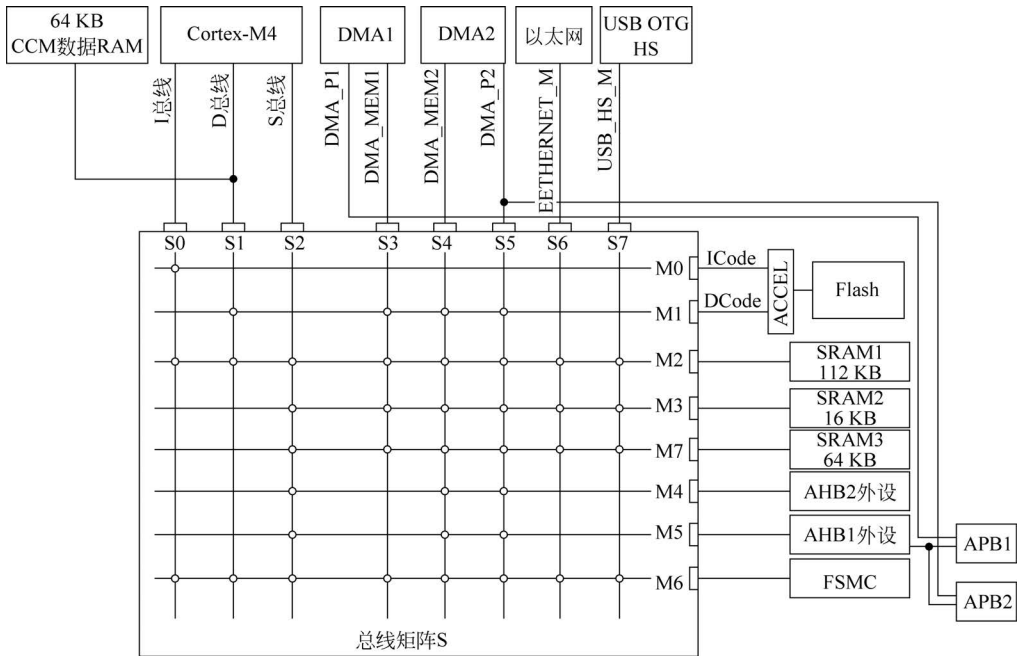 64 KB
CCM数据RAM
Cortex-M4
DMA1
DMA2
以太网
USB OTG
HS
I总线
D总线
S总线
DMA_P1
DMA_MEM1
DMA_MEM2
DMA_P2
EETHERNET_M
USB_HS_M
S0
S1
S2
S3
S4
S5
S6
S7
M0
ICode
ACCEL
Flash
M1
DCode
M2
SRAM1
112 KB
M3
SRAM2
16 KB
M7
SRAM3
64 KB
M4
AHB2外设
M5
AHB1外设
APB1
M6
FSMC
APB2
总线矩阵S